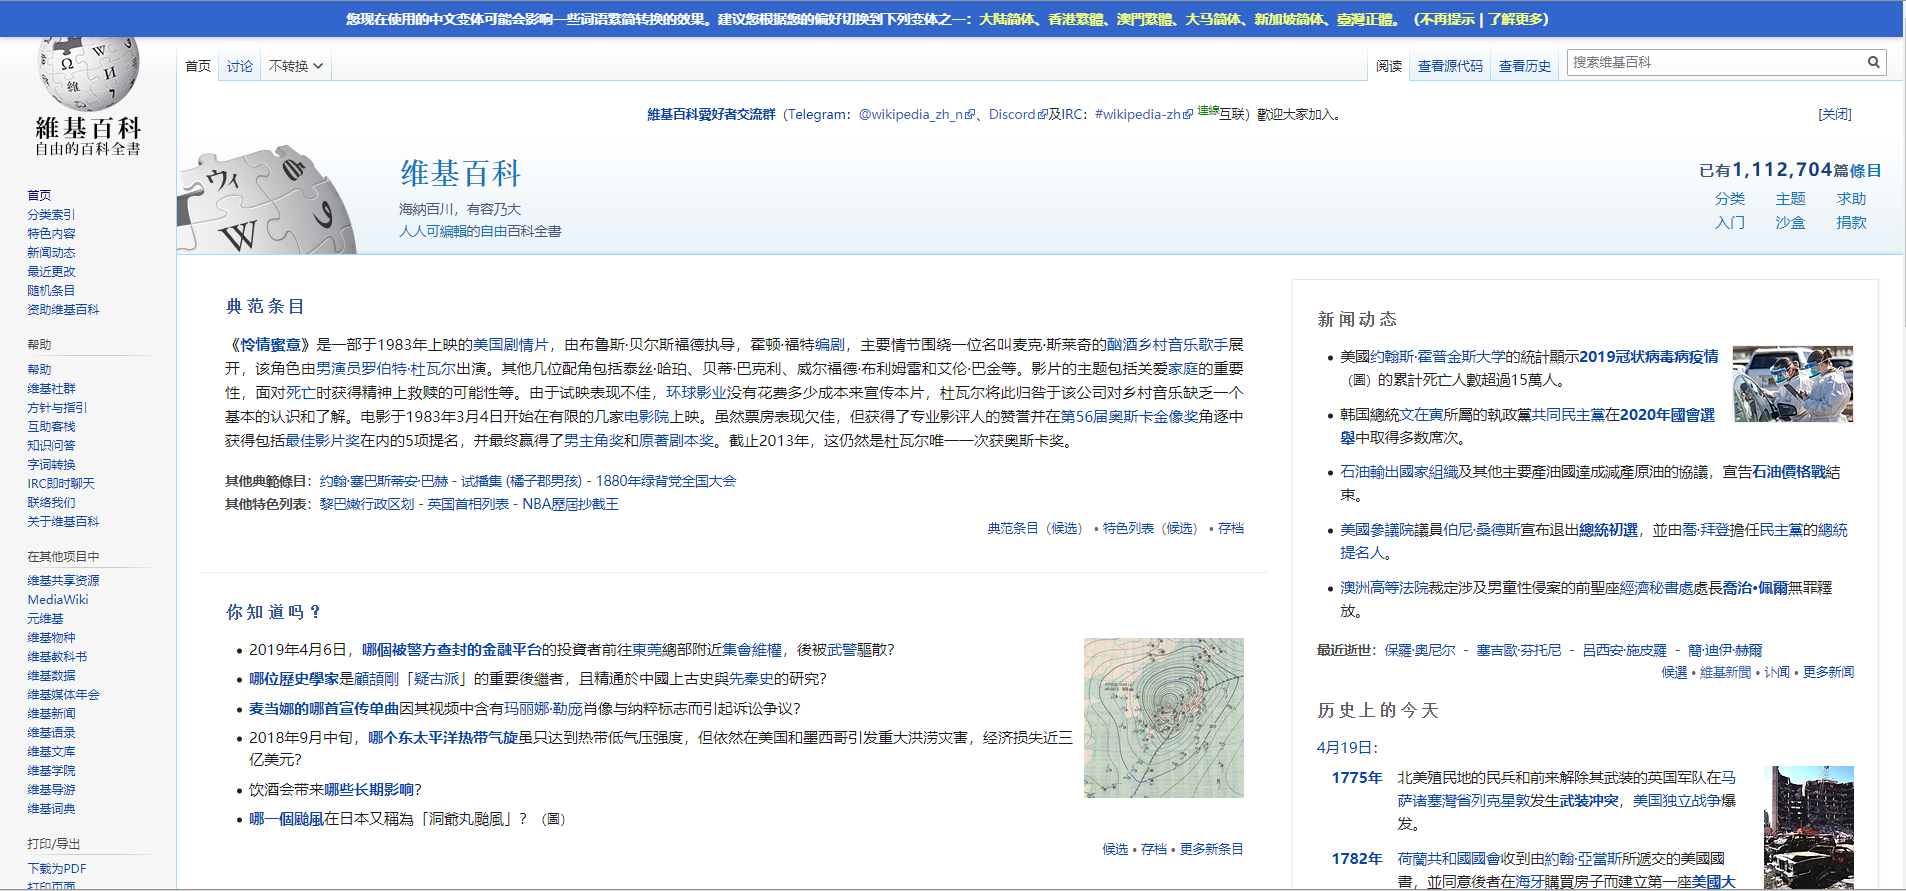 您现在使用的中文变体可能会影响一些词语繁简转换的效果。建议您根据您的偏好切换到下列变体之一：大陆简体、香港繁體、澳門繁體、大马简体、新加坡简体、臺灣正體。（不再提示 | 了解更多）
維基百科
自由的百科全書
首页
分类索引
特色内容
新闻动态
最近更改
随机条目
资助维基百科
帮助
帮助
维基社群
方针与指引
互助客栈
知识问答
字词转换
IRC即时聊天
联络我们
关于维基百科
在其他项目中
维基共享资源
MediaWiki
元维基
维基物种
维基教科书
维基数据
维基媒体年会
维基新闻
维基语录
维基文库
维基学院
维基导游
维基词典
打印/导出
下载为PDF
打印页面
首页 讨论 不转换
阅读 查看源代码 查看历史 搜索维基百科
維基百科愛好者交流群（Telegram：@wikipedia_zh_n、Discord及IRC：#wikipedia-zh 連線互联）歡迎大家加入。
[关闭]
维基百科
海納百川，有容乃大
人人可編輯的自由百科全書
已有1,112,704篇條目
分类 主题 求助
入门 沙盒 捐款
典范条目
《怜情蜜意》是一部于1983年上映的美国剧情片，由布鲁斯·贝尔斯福德执导，霍顿·福特编剧，主要情节围绕一位名叫麦克·斯莱奇的酗酒乡村音乐歌手展
开，该角色由男演员罗伯特·杜瓦尔出演。其他几位配角包括泰丝·哈珀、贝蒂·巴克利、威尔福德·布利姆雷和艾伦·巴金等。影片的主题包括关爱家庭的重要
性，面对死亡时获得精神上救赎的可能性等。由于试映表现不佳，环球影业没有花费多少成本来宣传本片，杜瓦尔将此归咎于该公司对乡村音乐缺乏一个
基本的认识和了解。电影于1983年3月4日开始在有限的几家电影院上映。虽然票房表现欠佳，但获得了专业影评人的赞誉并在第56届奥斯卡金像奖角逐中
获得包括最佳影片奖在内的5项提名，并最终赢得了男主角奖和原著剧本奖。截止2013年，这仍然是杜瓦尔唯一一次获奥斯卡奖。
其他典範條目：约翰·塞巴斯蒂安·巴赫 - 试播集 (橘子郡男孩) - 1880年绿背党全国大会
其他特色列表：黎巴嫩行政区划 - 英国首相列表 - NBA歷屆抄截王
典范条目（候选） • 特色列表（候选） • 存档
你知道吗？
2019年4月6日，哪個被警方查封的金融平台的投資者前往東莞總部附近集會維權，後被武警驅散？
哪位歷史學家是顧頡剛「疑古派」的重要後繼者，且精通於中國上古史與先秦史的研究？
麦当娜的哪首宣传单曲因其视频中含有玛丽娜·勒庞肖像与纳粹标志而引起诉讼争议？
2018年9月中旬，哪个东太平洋热带气旋虽只达到热带低气压强度，但依然在美国和墨西哥引发重大洪涝灾害，经济损失近三
亿美元？
饮酒会带来哪些长期影响？
哪一個颱風在日本又稱為「洞爺丸颱風」？（圖）
候选 • 存档 • 更多新条目
新闻动态
美國约翰斯·霍普金斯大学的統計顯示2019冠状病毒病疫情
（圖）的累計死亡人數超過15萬人。
韩国總統文在寅所屬的執政黨共同民主黨在2020年國會選
舉中取得多数席次。
石油輸出國家組織及其他主要產油國達成減產原油的協議，宣告石油價格戰結
束。
美國參議院議員伯尼·桑德斯宣布退出總統初選，並由喬·拜登擔任民主黨的總統
提名人。
澳洲高等法院裁定涉及男童性侵案的前聖座經濟秘書處處長喬治·佩爾無罪釋
放。
最近逝世：保羅·奧尼尔 - 塞吉歐·芬托尼 - 呂西安·施皮羅 - 簡·迪伊·赫爾
候選 • 維基新聞 • 讣闻 • 更多新闻
历史上的今天
4月19日：
1775年 北美殖民地的民兵和前来解除其武装的英国军队在马
萨诸塞灣省列克星敦发生武装冲突，美国独立战争爆
发。
1782年 荷蘭共和國國會收到由約翰·亞當斯所遞交的美國國
書，並同意後者在海牙購買房子而建立第一座美國大